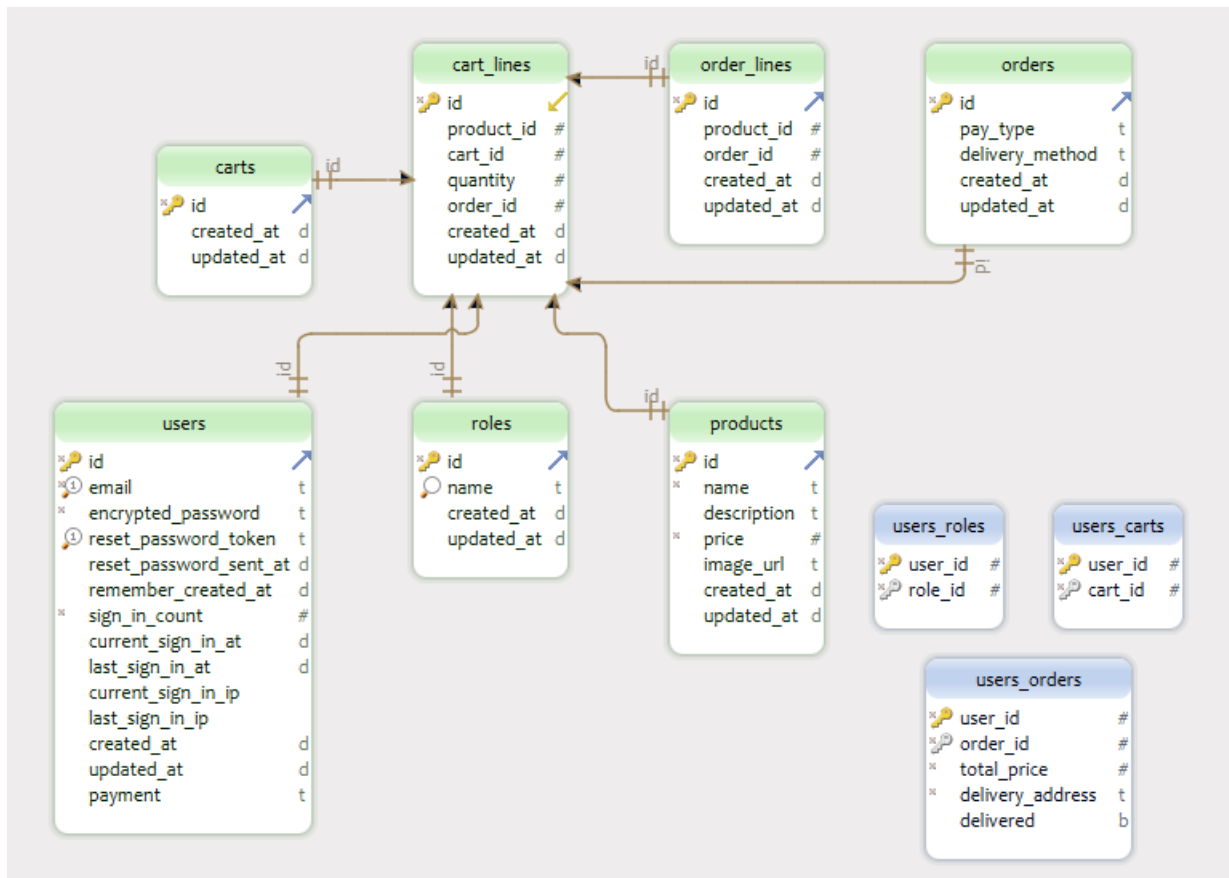 cart_lines
id
product_id #
cart_id #
quantity #
order_id #
created_at d
updated_at d
id
order_lines
id
product_id #
order_id #
created_at d
updated_at d
orders
id
pay_type t
delivery_method t
created_at d
updated_at d
id
carts
id
created_at d
updated_at d
id
id
users
id
email t
encrypted_password t
reset_password_token t
reset_password_sent_at d
remember_created_at d
sign_in_count #
current_sign_in_at d
last_sign_in_at d
current_sign_in_ip
last_sign_in_ip
created_at d
updated_at d
payment t
id
roles
id
name t
created_at d
updated_at d
id
products
id
name t
description t
price #
image_url t
created_at d
updated_at d
users_roles
user_id #
role_id #
users_carts
user_id #
cart_id #
users_orders
user_id #
order_id #
total_price #
delivery_address t
delivered b